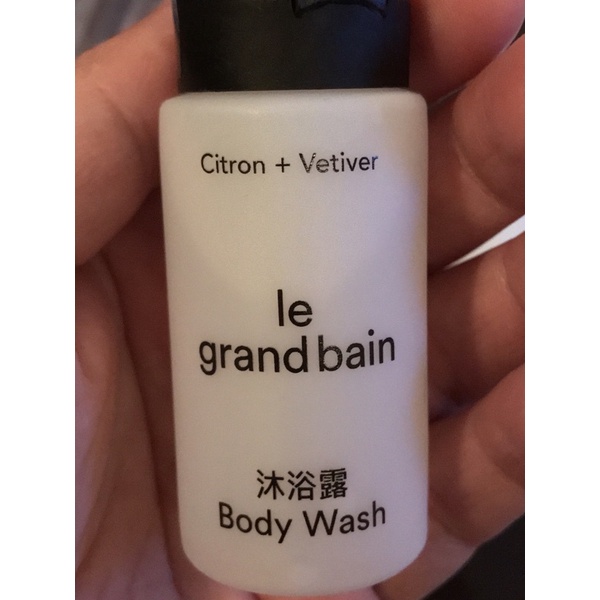 Citron + Vetiver
le
grand bain
沐浴露
Body Wash